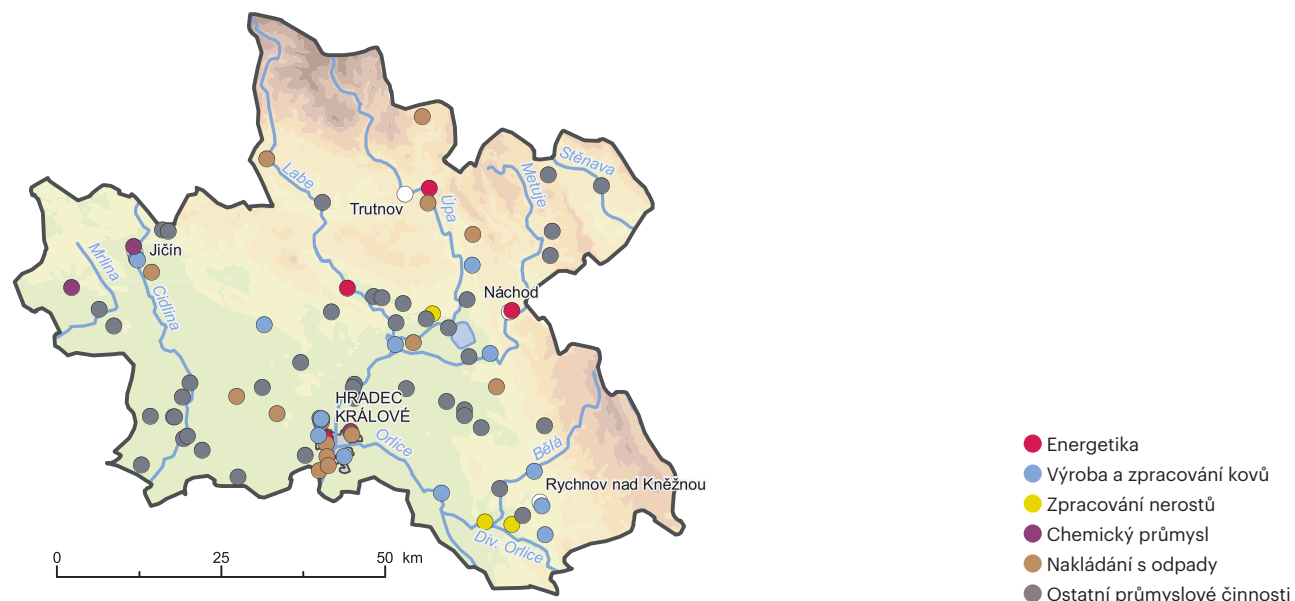 Stěnava
Metuje
Labe
Úpa
Trutnov
Jičín
Mrlina
Cidlina
Náchod
HRADEC
KRÁLOVÉ
Orlice
Bělá
Rychnov nad Kněžnou
Div. Orlice
0 25 50 km
Energetika
Výroba a zpracování kovů
Zpracování nerostů
Chemický průmysl
Nakládání s odpady
Ostatní průmyslové činnosti